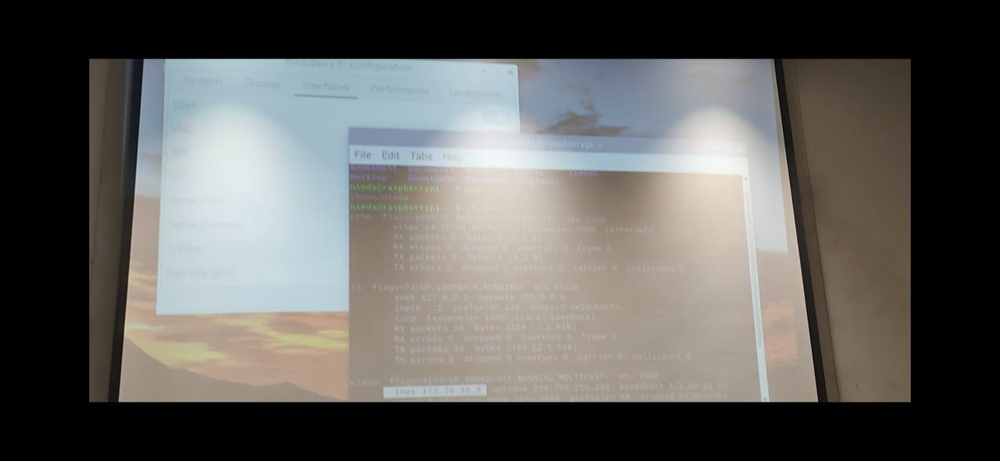 Raspberry Pi Configuration
System Display Interfaces Performance Localisation
SSH
VNC
SPI
I2C
Serial Port
Serial Console
1-Wire
Remote GPIO
raspberrypi: ~
File Edit Tabs Help
Bookshelf Documents Videos
Desktop Downloads Pictures Templates
nimda@raspberrypi:~ $ pwd
/home/nimda
nimda@raspberrypi:~ $ ifconfig
eth0: flags=4099<UP,BROADCAST,MULTICAST> mtu 1500
ether txqueuelen 1000 (Ethernet)
RX packets 0 bytes 0 (0.0 B)
RX errors 0 dropped 0 overruns 0 frame 0
TX packets 0 bytes 0 (0.0 B)
TX errors 0 dropped 0 overruns 0 carrier 0 collisions 0
lo: flags=73<UP,LOOPBACK,RUNNING> mtu 65536
inet 127.0.0.1 netmask 255.0.0.0
inet6 ::1 prefixlen 128 scopeid 0x10<host>
loop txqueuelen 1000 (Local Loopback)
RX packets 18 bytes 2184 (2.1 KiB)
RX errors 0 dropped 0 overruns 0 frame 0
TX packets 18 bytes 2184 (2.1 KiB)
TX errors 0 dropped 0 overruns 0 carrier 0 collisions 0
wlan0: flags=4163<UP,BROADCAST,RUNNING,MULTICAST> mtu 1500
inet 172.20.10.9 netmask 255.255.255.240 broadcast 172.20.10.15
prefixlen 64